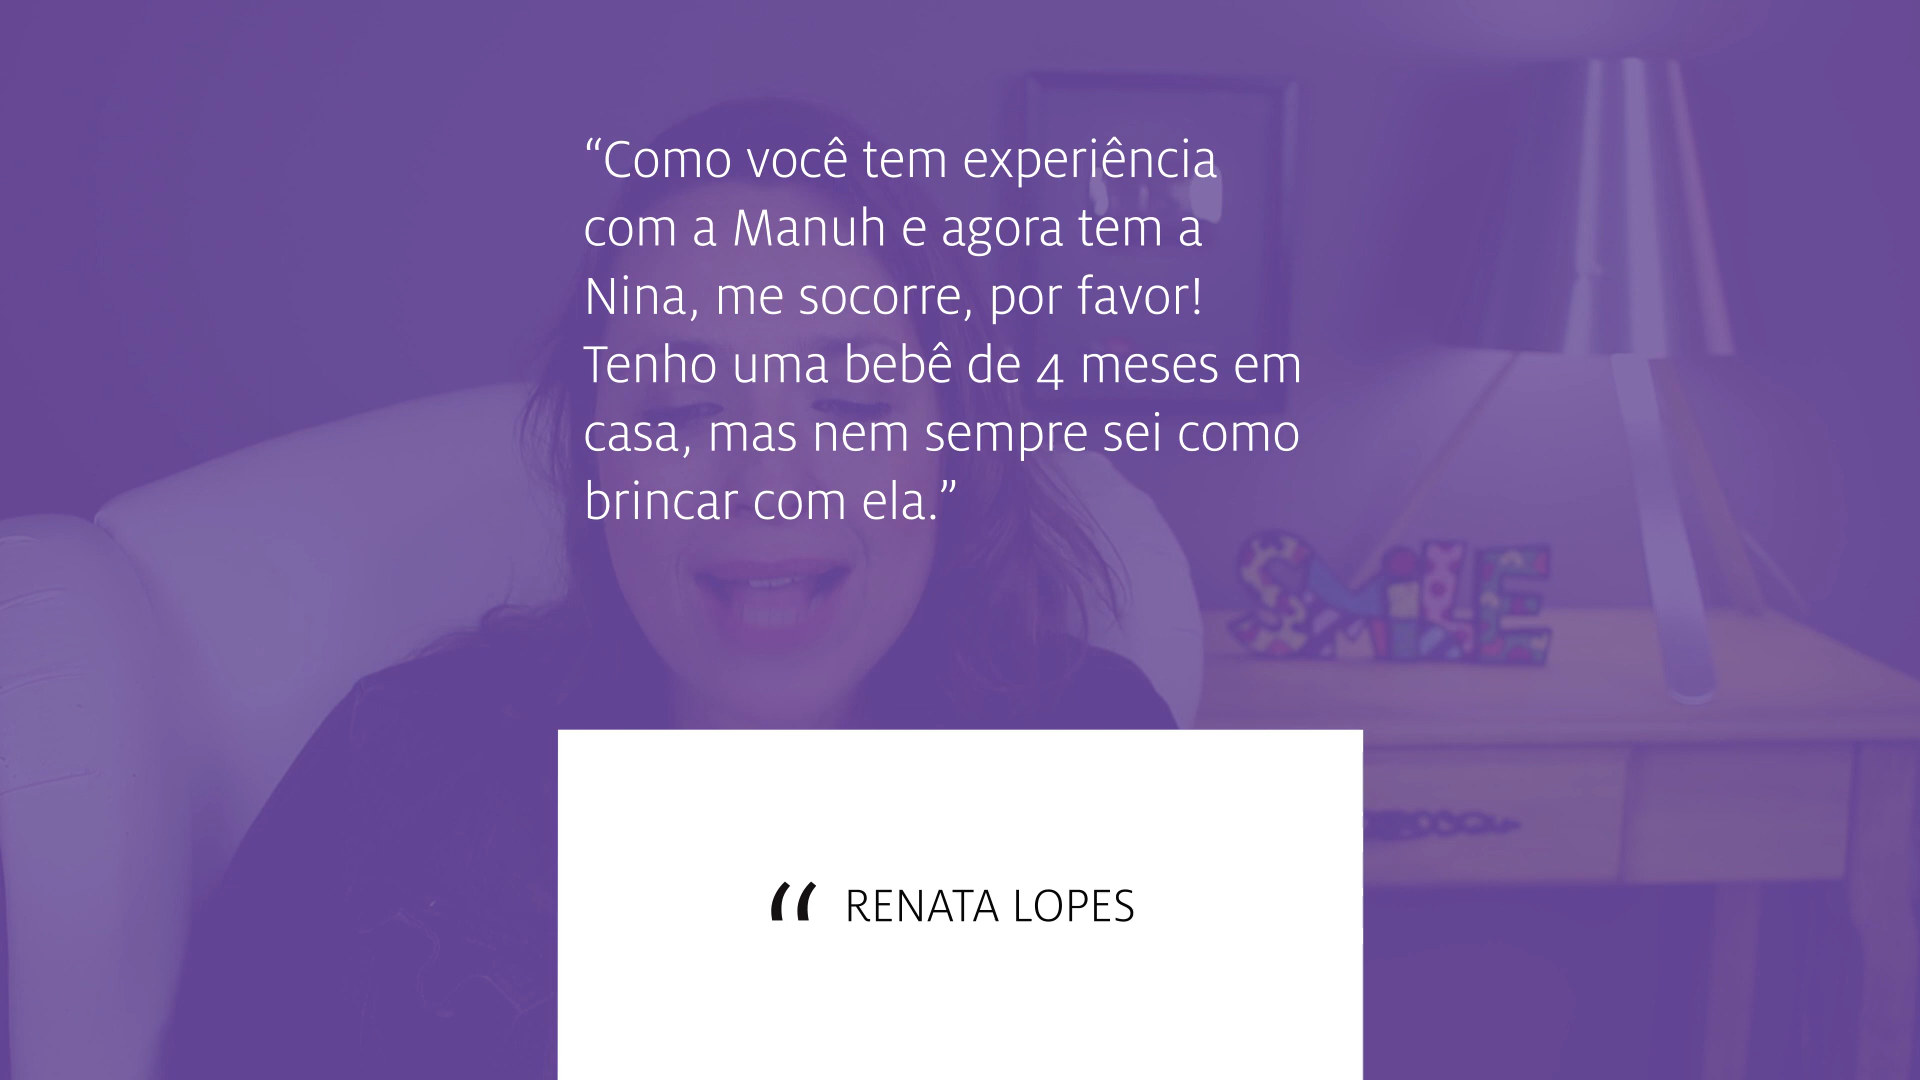 “Como você tem experiência
com a Manuh e agora tem a
Nina, me socorre, por favor!
Tenho uma bebê de 4 meses em
casa, mas nem sempre sei como
brincar com ela.”
SMiLE
“ RENATA LOPES